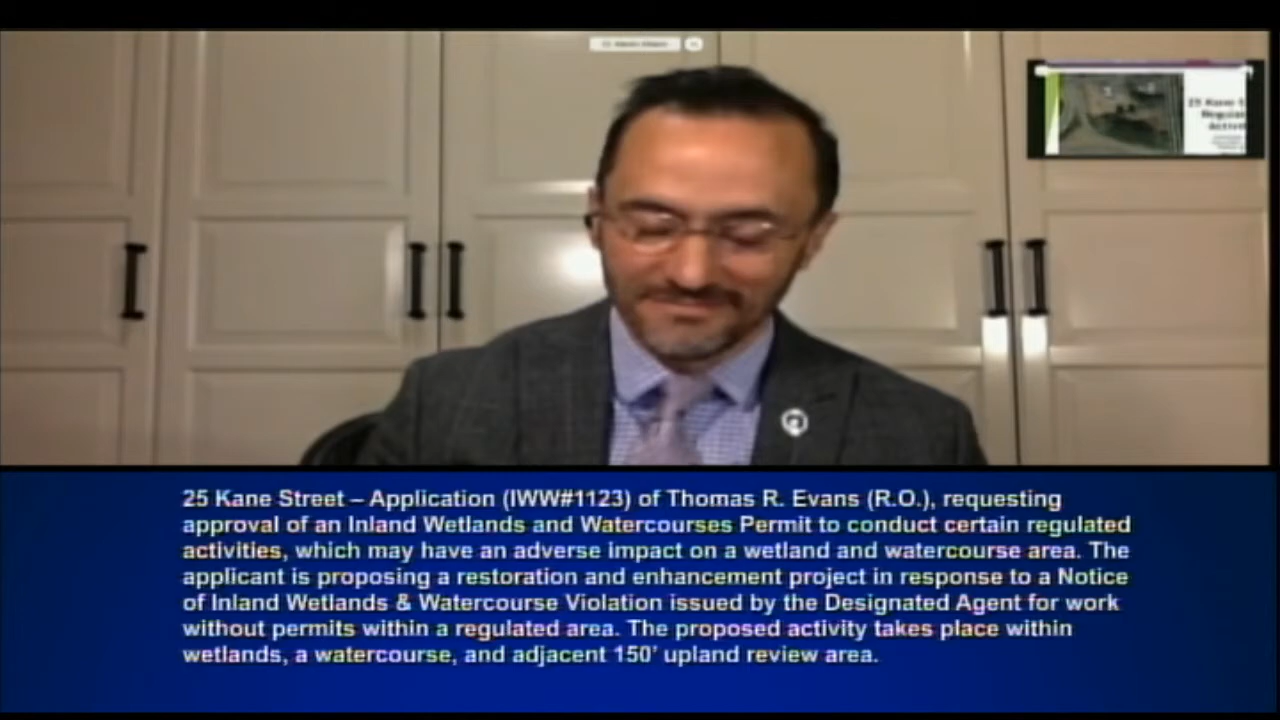 25 Kane S
Regulat
Activit
25 Kane Street – Application (IWW#1123) of Thomas R. Evans (R.O.), requesting
approval of an Inland Wetlands and Watercourses Permit to conduct certain regulated
activities, which may have an adverse impact on a wetland and watercourse area. The
applicant is proposing a restoration and enhancement project in response to a Notice
of Inland Wetlands & Watercourse Violation issued by the Designated Agent for work
without permits within a regulated area. The proposed activity takes place within
wetlands, a watercourse, and adjacent 150’ upland review area.